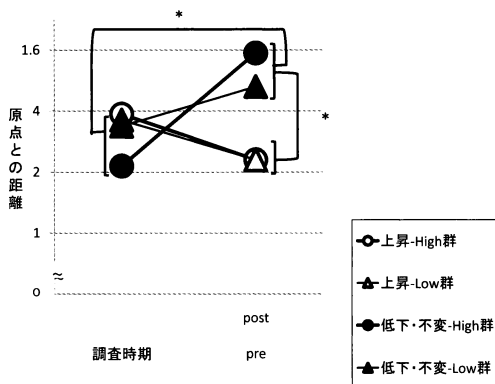 *
1.6
4
2
1
≈
0
原点との距離
*
post
調査時期
pre
上昇-High群
上昇-Low群
低下・不変-High群
低下・不変-Low群